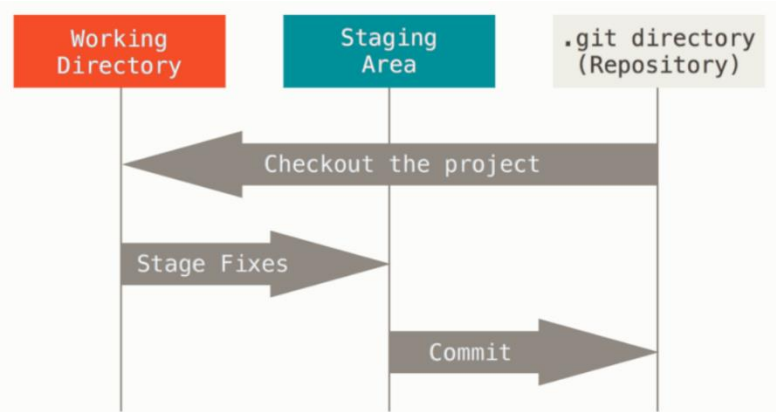 Working
Directory
Staging
Area
.git directory
(Repository)
Checkout the project
Stage Fixes
Commit